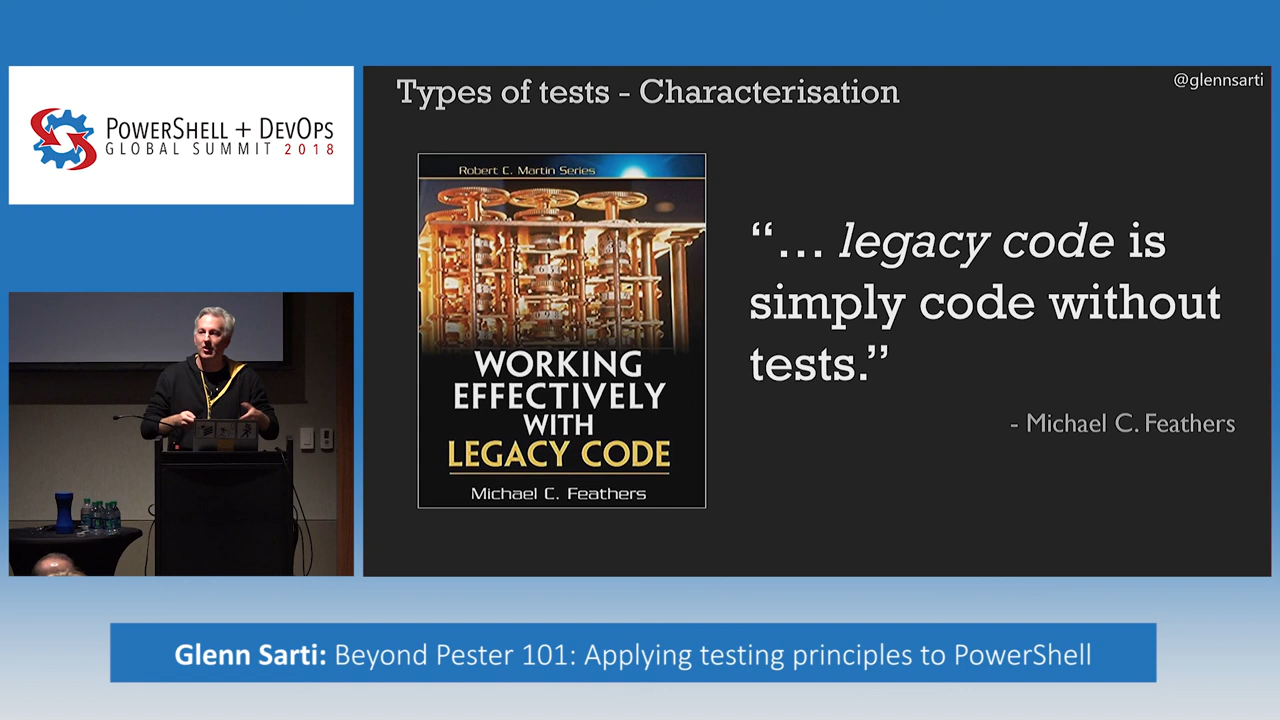 POWERSHELL + DEVOPS
GLOBAL SUMMIT 2018
Types of tests - Characterisation
@glennsarti
Robert C. Martin Series
WORKING
EFFECTIVELY
WITH
LEGACY CODE
Michael C. Feathers
“... legacy code is
simply code without
tests.”
- Michael C. Feathers
Glenn Sarti: Beyond Pester 101: Applying testing principles to PowerShell